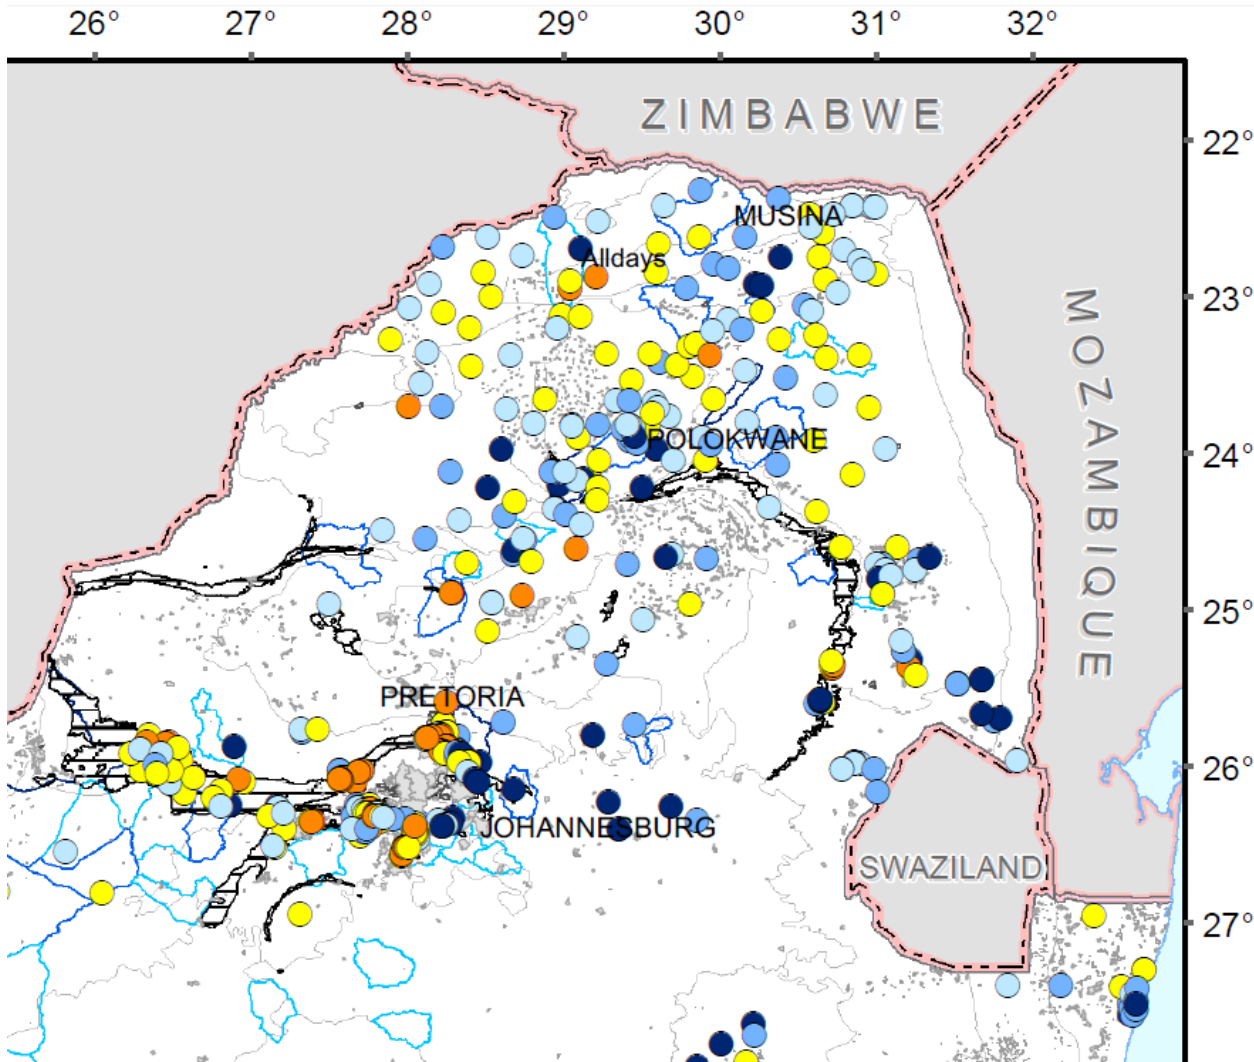 26° 27° 28° 29° 30° 31° 32°
ZIMBABWE
22°
MUSINA
Alldays
23°
MOZAMBIQUE
POLOKWANE
24°
25°
PRETORIA
26°
JOHANNESBURG
SWAZILAND
27°